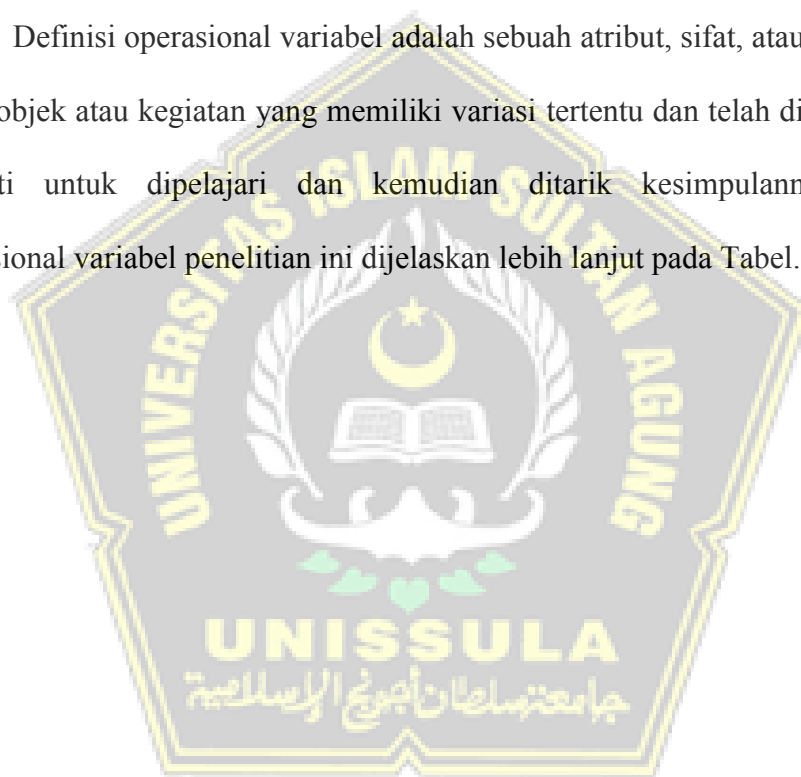 Definisi operasional variabel adalah sebuah atribut, sifat, atau
objek atau kegiatan yang memiliki variasi tertentu dan telah di
ti untuk dipelajari dan kemudian ditarik kesimpulann
sional variabel penelitian ini dijelaskan lebih lanjut pada Tabel.
UNIVERSITAS ISLAM SULTAN AGUNG
UNISSULA
جامعة سلطان أجونج الإسلامية